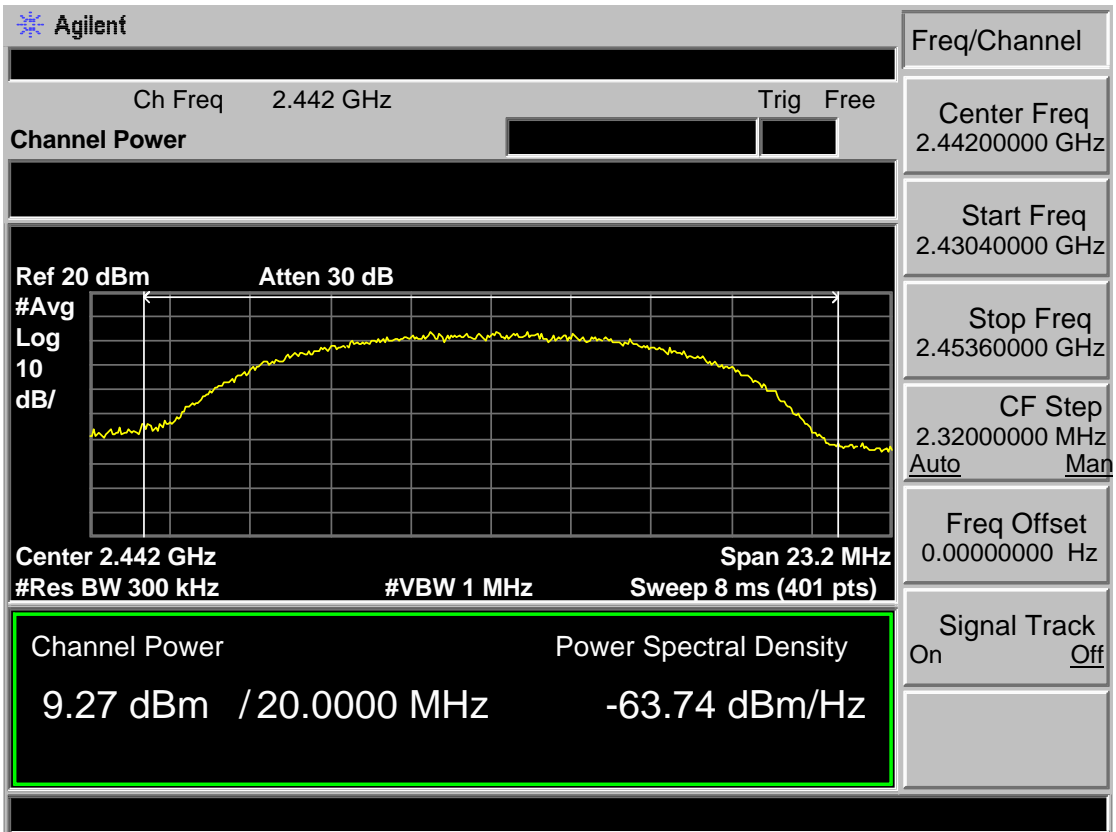 Agilent
Freq/Channel
Ch Freq 2.442 GHz Trig Free
Channel Power
Center Freq
2.44200000 GHz
Start Freq
2.43040000 GHz
Stop Freq
2.45360000 GHz
CF Step
2.32000000 MHz
Auto Man
Freq Offset
0.00000000 Hz
Signal Track
On Off
Ref 20 dBm Atten 30 dB
#Avg
Log
10
dB/
Center 2.442 GHz Span 23.2 MHz
#Res BW 300 kHz #VBW 1 MHz Sweep 8 ms (401 pts)
Channel Power Power Spectral Density
9.27 dBm /20.0000 MHz -63.74 dBm/Hz